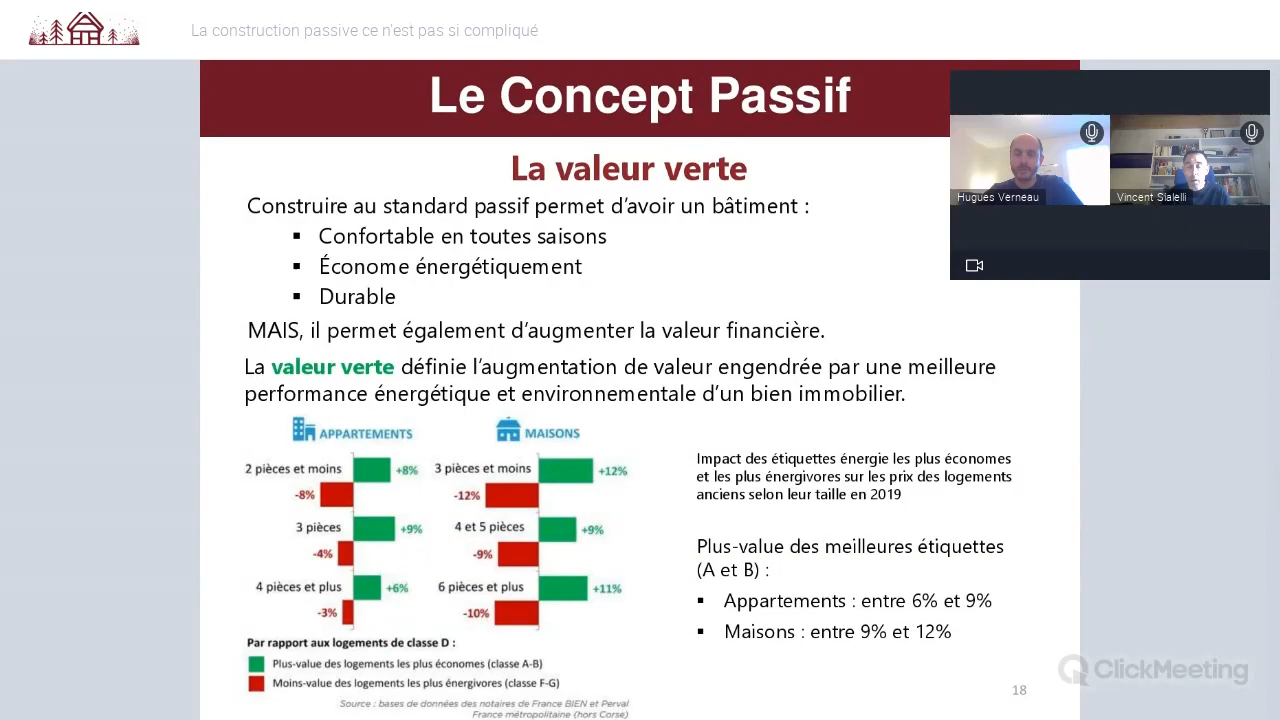 La construction passive ce n'est pas si compliqué
Le Concept Passif
Hugues Verneau
Vincent Sialelli
La valeur verte
Construire au standard passif permet d'avoir un bâtiment :
▪ Confortable en toutes saisons
▪ Économe énergétiquement
▪ Durable
MAIS, il permet également d'augmenter la valeur financière.
La valeur verte définie l'augmentation de valeur engendrée par une meilleure
performance énergétique et environnementale d'un bien immobilier.
APPARTEMENTS
2 pièces et moins +8%
-8%
3 pièces +9%
-4%
4 pièces et plus +6%
-3%
MAISONS
3 pièces et moins +12%
-12%
4 et 5 pièces +9%
-9%
6 pièces et plus +11%
-10%
Par rapport aux logements de classe D :
Plus-value des logements les plus économes (classe A-B)
Moins-value des logements les plus énergivores (classe F-G)
Source : bases de données des notaires de France BIEN et Perval
France métropolitaine (hors Corse)
Impact des étiquettes énergie les plus économes
et les plus énergivores sur les prix des logements
anciens selon leur taille en 2019
Plus-value des meilleures étiquettes
(A et B) :
▪ Appartements : entre 6% et 9%
▪ Maisons : entre 9% et 12%
18
ClickMeeting